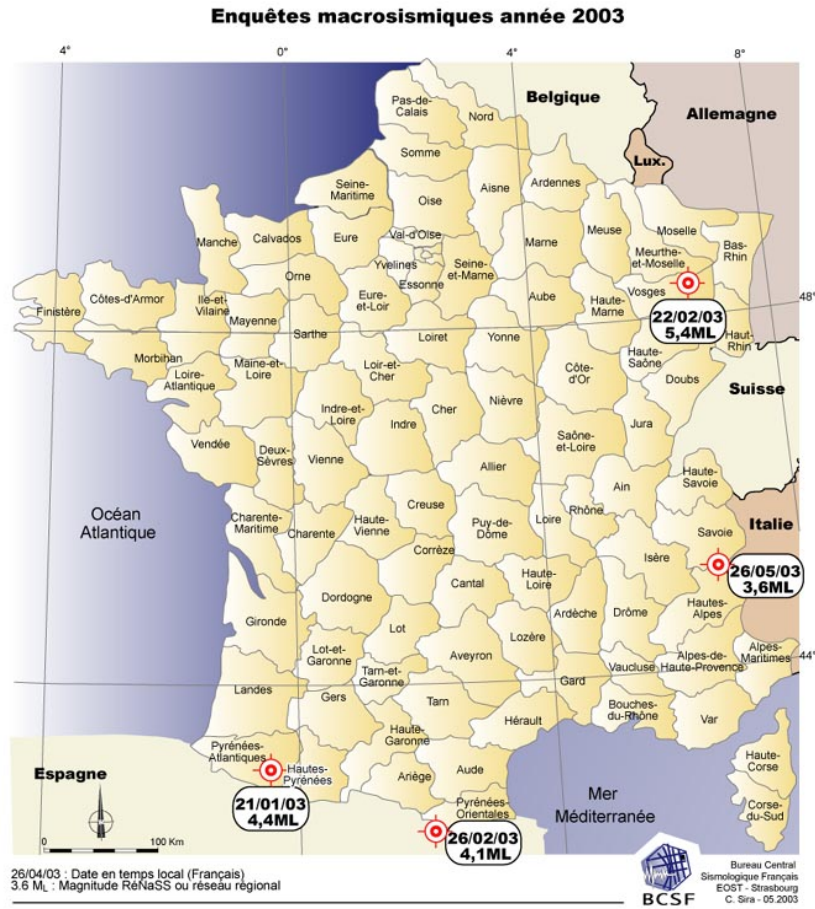 Enquêtes macrosismiques année 2003
4°
0°
4°
8°
Belgique
Allemagne
Pas-de-
Calais
Nord
Lux.
Somme
Seine-
Maritime
Oise
Aisne
Ardennes
Manche
Calvados
Eure
Val-d'Oise
Marne
Meuse
Moselle
Meurthe-
et-Moselle
Bas-
Rhin
Orne
Yvelines
Essonne
Seine-
et-Marne
Finistère
Côtes-d'Armor
Ille-et-
Vilaine
Mayenne
Eure-
et-Loir
Aube
Haute-
Marne
Vosges
48°
22/02/03
5,4ML
Morbihan
Sarthe
Loiret
Yonne
Haute-
Saône
Haut-
Rhin
Loire-
Atlantique
Maine-et-
Loire
Loir-et-
Cher
Côte-
d'Or
Doubs
Suisse
Indre-et-
Loire
Indre
Cher
Nièvre
Jura
Vendée
Deux-
Sèvres
Vienne
Saône-
et-Loire
Allier
Haute-
Savoie
Ain
Océan
Atlantique
Charente-
Maritime
Charente
Haute-
Vienne
Creuse
Puy-de-
Dôme
Loire
Rhône
Savoie
Italie
Corrèze
Isère
26/05/03
3,6ML
Dordogne
Cantal
Haute-
Loire
Gironde
Ardèche
Drôme
Hautes-
Alpes
Lot
Lozère
Lot-et-
Garonne
Aveyron
Tarn-et-
Garonne
Vaucluse
Alpes-de-
Haute-Provence
Alpes-
Maritimes
44°
Landes
Gers
Tarn
Gard
Hérault
Bouches-
du-Rhône
Var
Haute-
Garonne
Pyrénées-
Atlantiques
Hautes-
Pyrénées
Ariège
Aude
Haute-
Corse
Espagne
21/01/03
4,4ML
Pyrénées-
Orientales
Mer
Méditerranée
Corse-
du-Sud
26/02/03
4,1ML
0
100 Km
26/04/03 : Date en temps local (Français)
3.6 ML : Magnitude RéNaSS ou réseau régional
BCSF
Bureau Central
Sismologique Français
EOST - Strasbourg
C. Sira - 05.2003